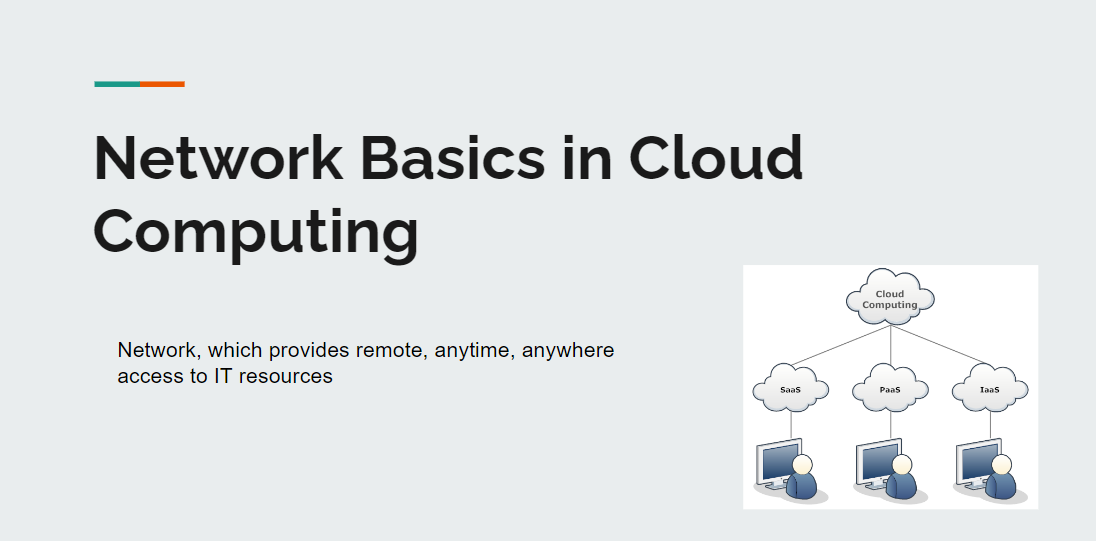 Network Basics in Cloud
Computing
Network, which provides remote, anytime, anywhere
access to IT resources
Cloud
Computing
SaaS
PaaS
IaaS